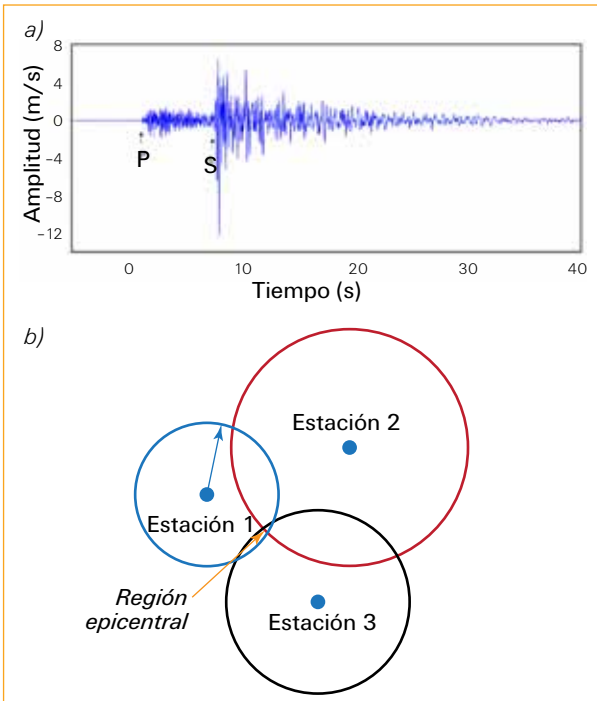 a)
8
4
0
-4
-8
-12
Amplitud (m/s)
P
S
0 10 20 30 40
Tiempo (s)
b)
Estación 2
Estación 1
Región
epicentral
Estación 3